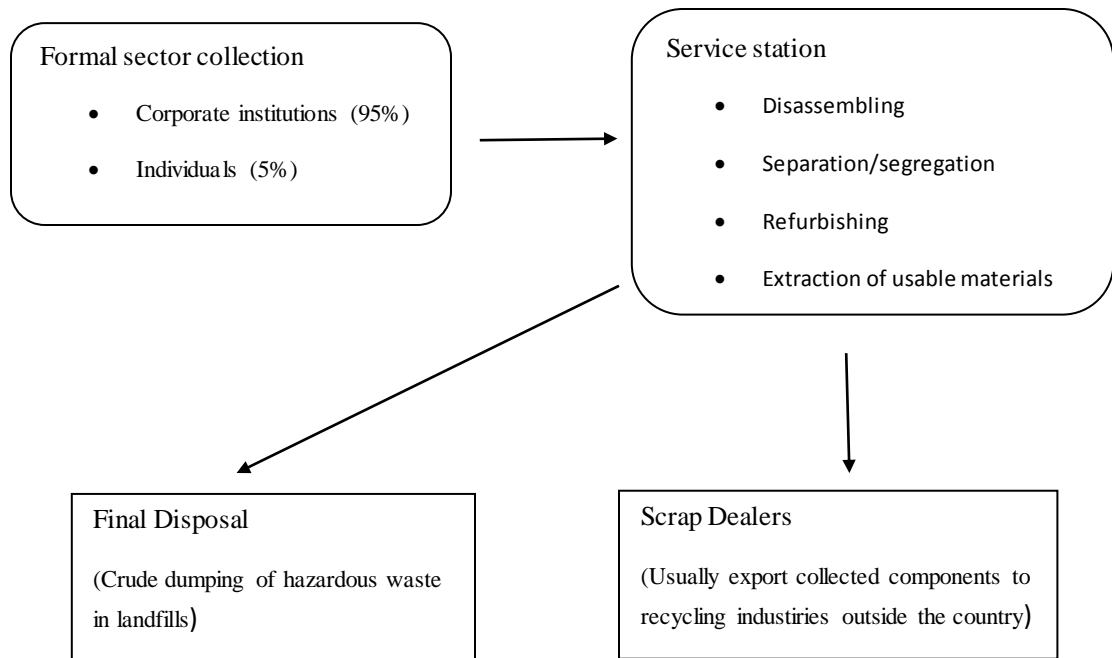 Formal sector collection
• Corporate institutions (95%)
• Individuals (5%)
Service station
• Disassembling
• Separation/segregation
• Refurbishing
• Extraction of usable materials
Final Disposal
(Crude dumping of hazardous waste
in landfills)
Scrap Dealers
(Usually export collected components to
recycling industiries outside the country)